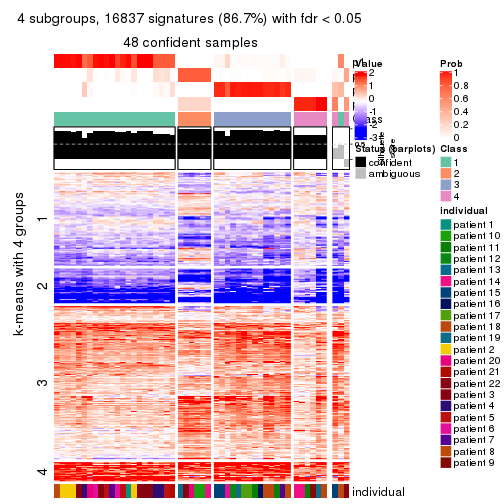 4 subgroups, 16837 signatures (86.7%) with fdr < 0.05
48 confident samples
k-means with 4 groups
1
2
3
4
individual
Value
2
1
0
-1
-2
-3
Status (barplots)
confident
ambiguous
Prob
1
0.8
0.6
0.4
0.2
0
Class
1
2
3
4
individual
patient 1
patient 10
patient 11
patient 12
patient 13
patient 14
patient 15
patient 16
patient 17
patient 18
patient 19
patient 2
patient 20
patient 21
patient 22
patient 3
patient 4
patient 5
patient 6
patient 7
patient 8
patient 9